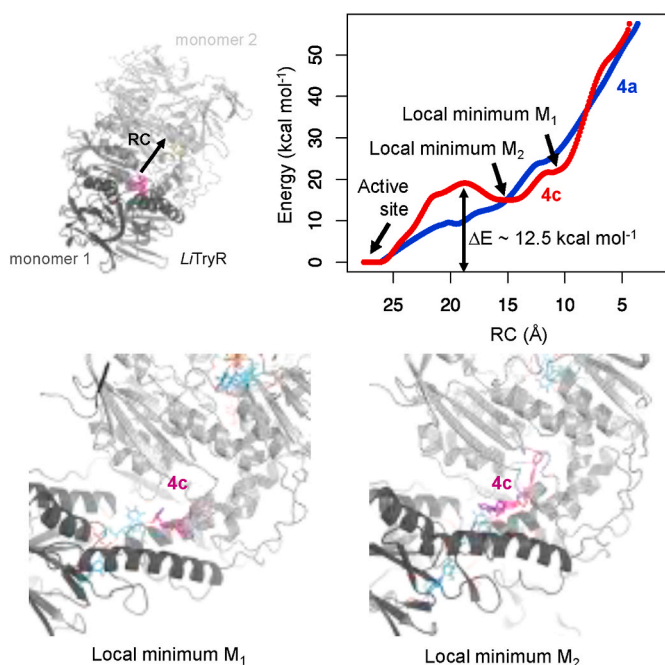 monomer 2
RC
monomer 1
LiTryR
Energy (kcal mol-1)
50
40
30
20
10
0
4a
Local minimum M1
Local minimum M2
4c
Active
site
ΔE ~ 12.5 kcal mol-1
25 20 15 10 5
RC (Å)
4c
4c
Local minimum M1
Local minimum M2